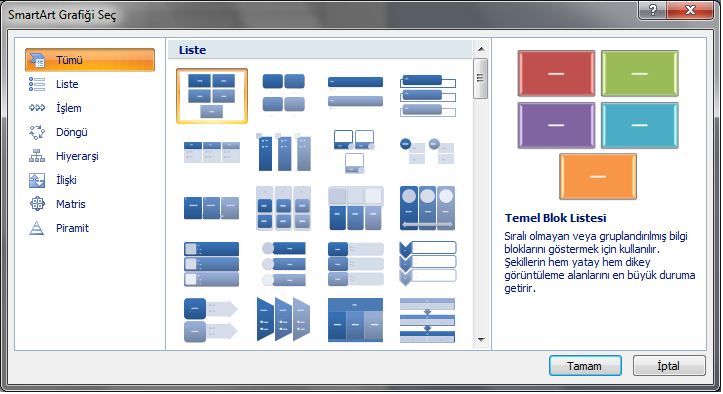 SmartArt Grafiği Seç
Tümü
Liste
İşlem
Döngü
Hiyerarşi
İlişki
Matris
Piramit
Liste
Temel Blok Listesi
Sıralı olmayan veya gruplandırılmış bilgi
bloklarını göstermek için kullanılır.
Şekillerin hem yatay hem dikey
görüntüleme alanlarını en büyük duruma
getirir.
Tamam
İptal